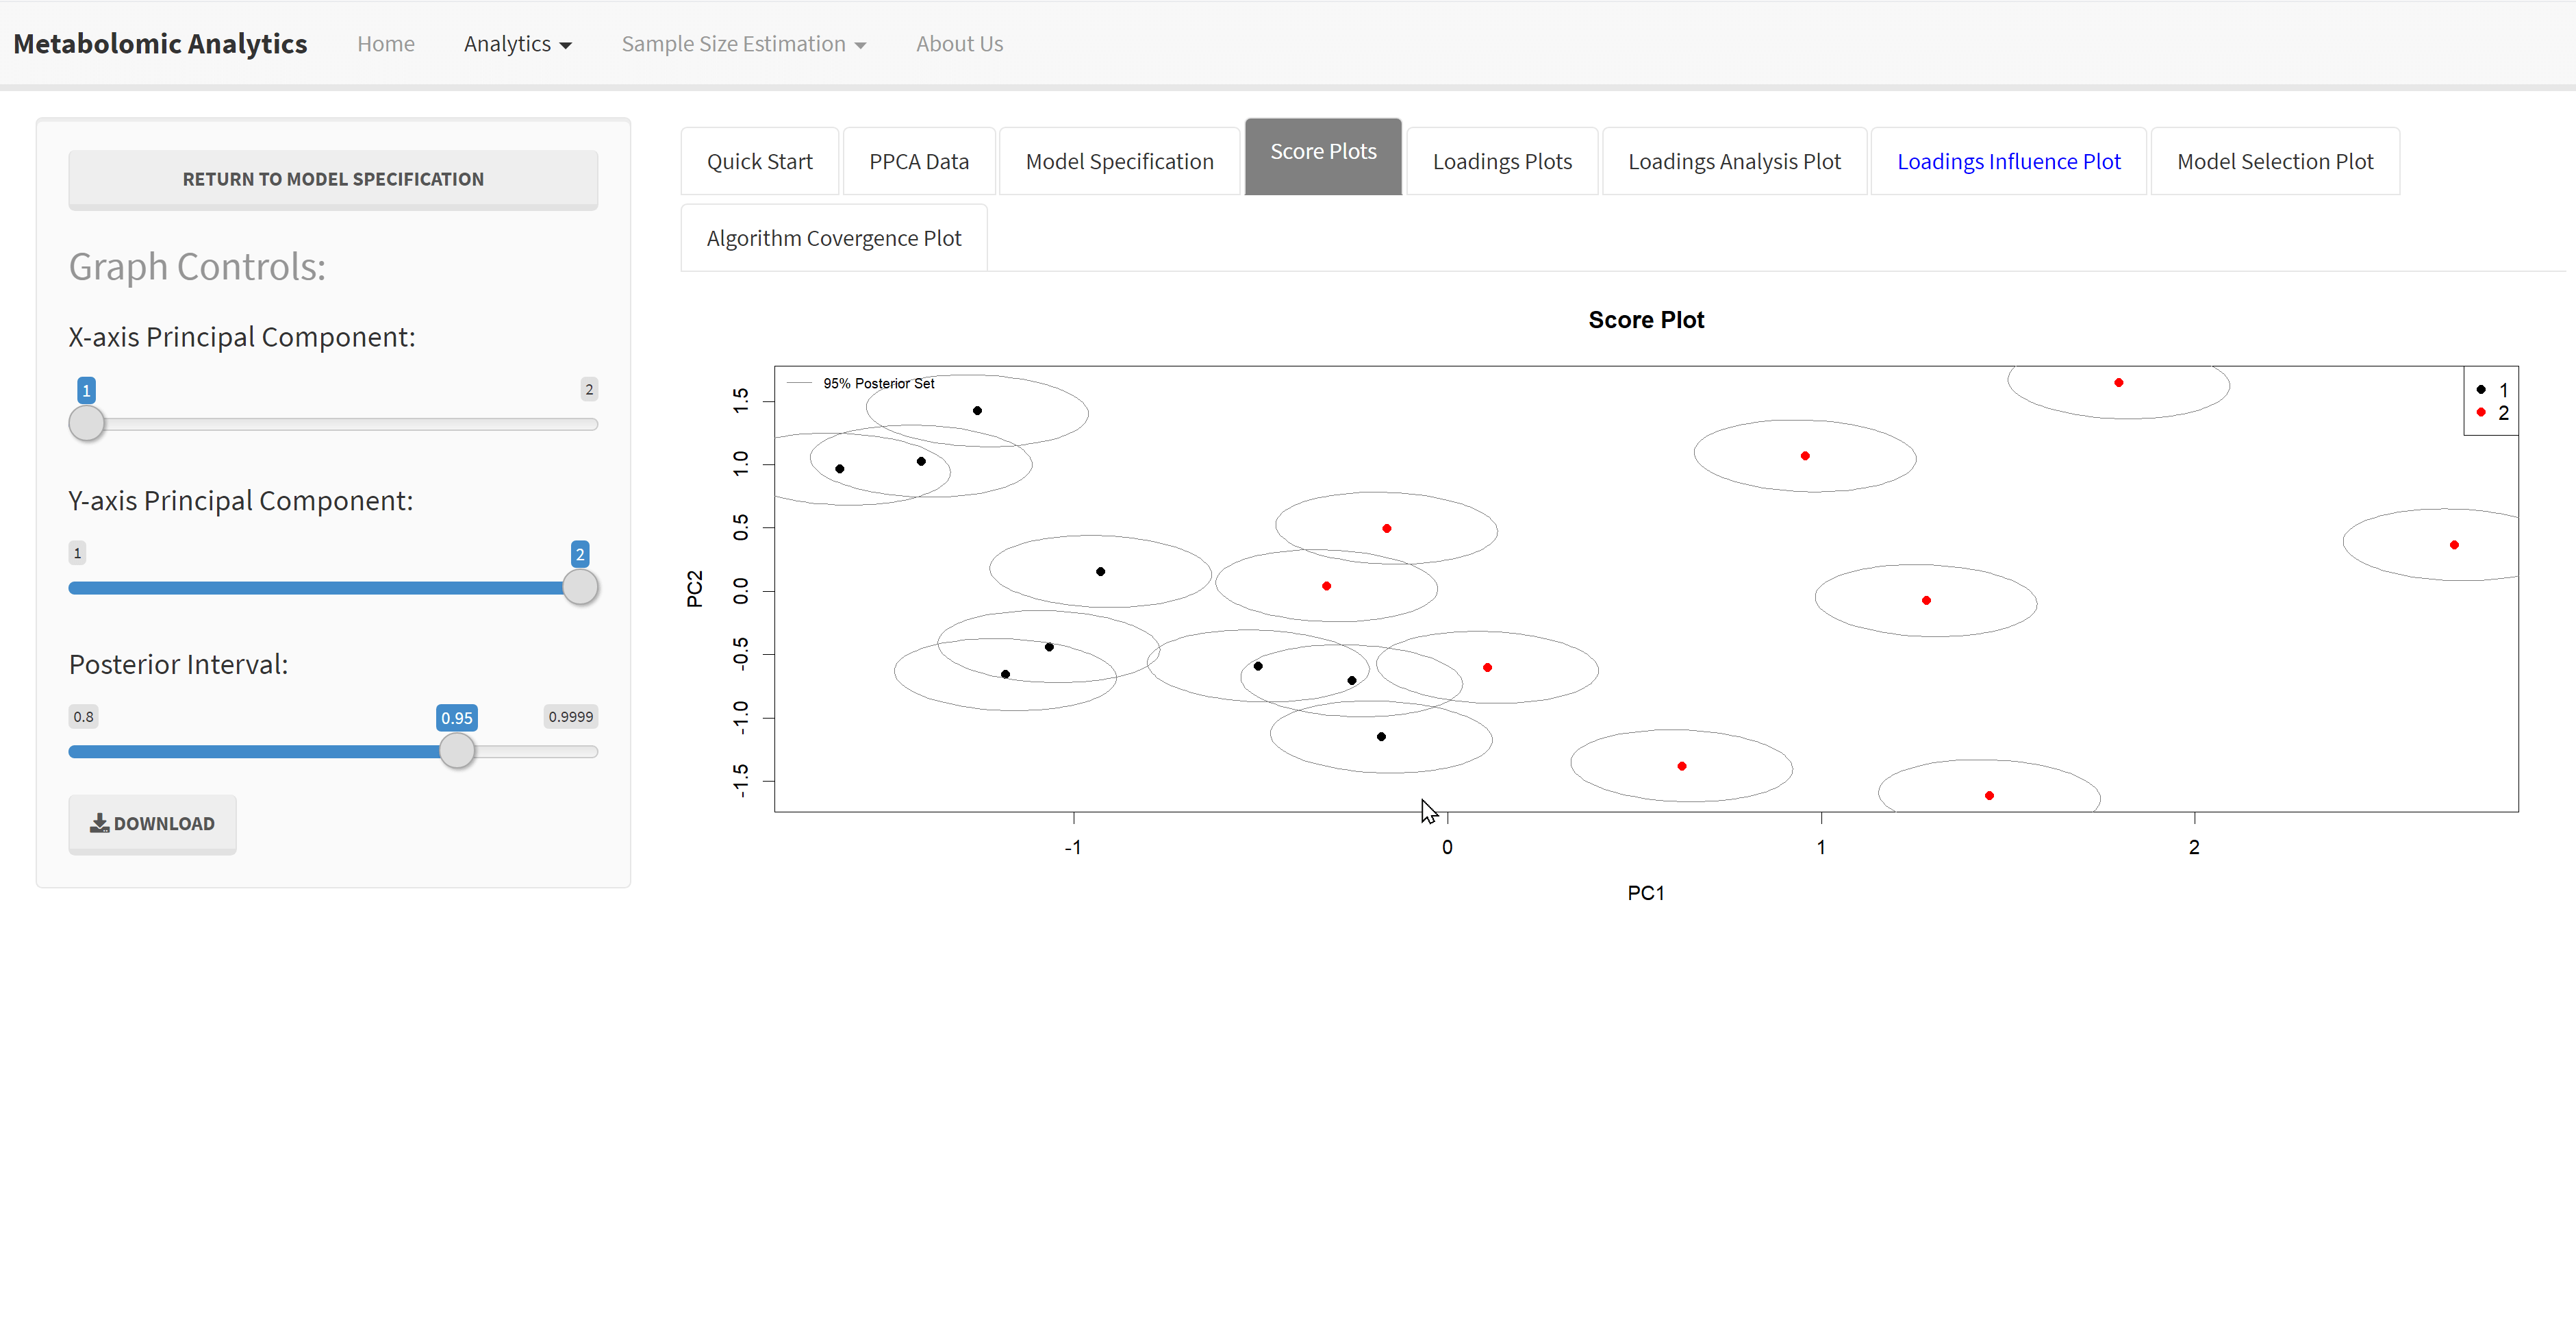 Metabolomic Analytics Home Analytics Sample Size Estimation About Us
RETURN TO MODEL SPECIFICATION
Graph Controls:
X-axis Principal Component:
1 2
Y-axis Principal Component:
1 2
Posterior Interval:
0.8 0.95 0.9999
DOWNLOAD
Quick Start PPCA Data Model Specification Score Plots Loadings Plots Loadings Analysis Plot Loadings Influence Plot Model Selection Plot
Algorithm Covergence Plot
Score Plot
95% Posterior Set
1
2
PC2
1.5
1.0
0.5
0.0
-0.5
-1.0
-1.5
-1 0 1 2
PC1